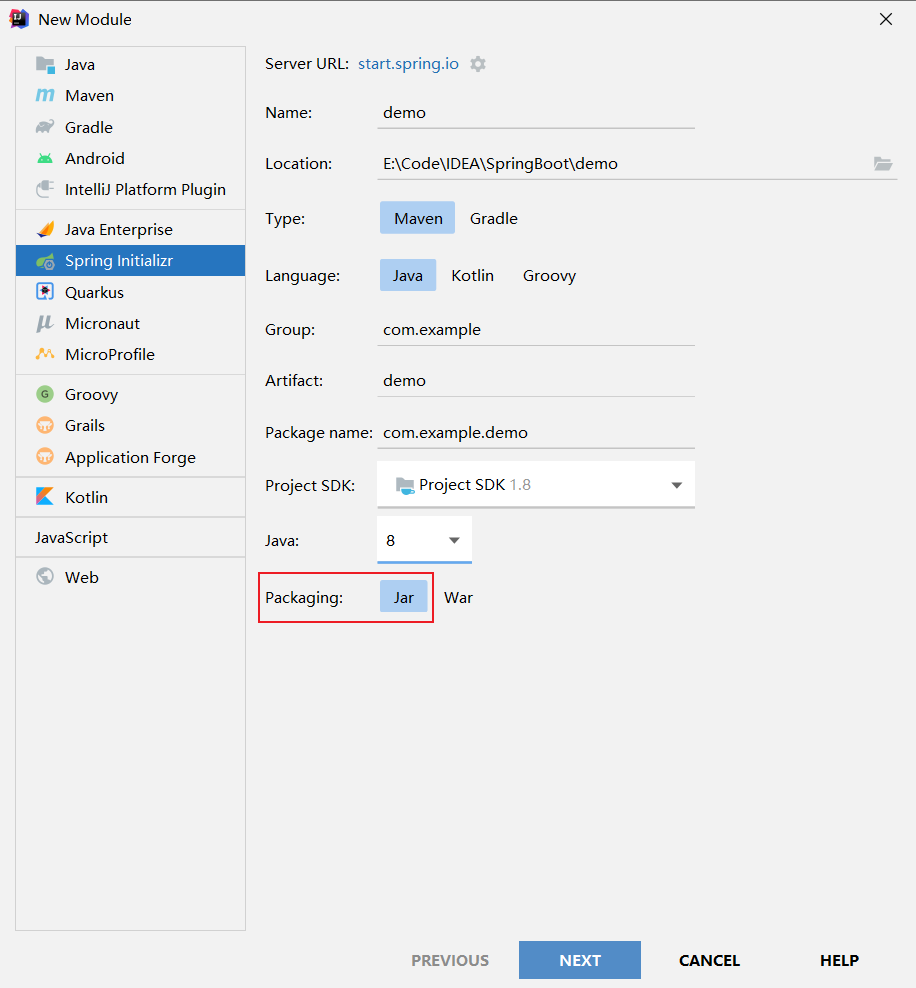 New Module
Java
Maven
Gradle
Android
IntelliJ Platform Plugin
Java Enterprise
Spring Initializr
Quarkus
Micronaut
MicroProfile
Groovy
Grails
Application Forge
Kotlin
JavaScript
Web
Server URL: start.spring.io
Name: demo
Location: E:\Code\IDEA\SpringBoot\demo
Type: Maven Gradle
Language: Java Kotlin Groovy
Group: com.example
Artifact: demo
Package name: com.example.demo
Project SDK: Project SDK 1.8
Java: 8
Packaging: Jar War
PREVIOUS NEXT CANCEL HELP